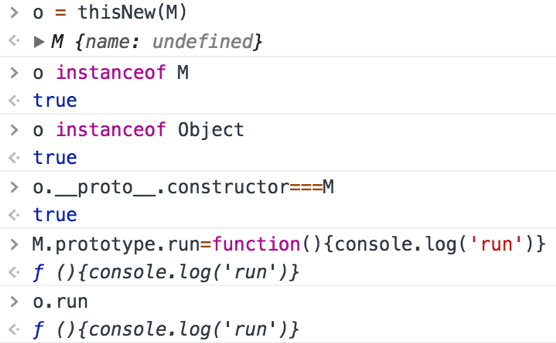 > o = thisNew(M)
<· ▶ M {name: undefined}
> o instanceof M
<· true
> o instanceof Object
<· true
> o.__proto__.constructor===M
<· true
> M.prototype.run=function(){console.log('run')}
<· ƒ (){console.log('run')}
> o.run
<· ƒ (){console.log('run')}